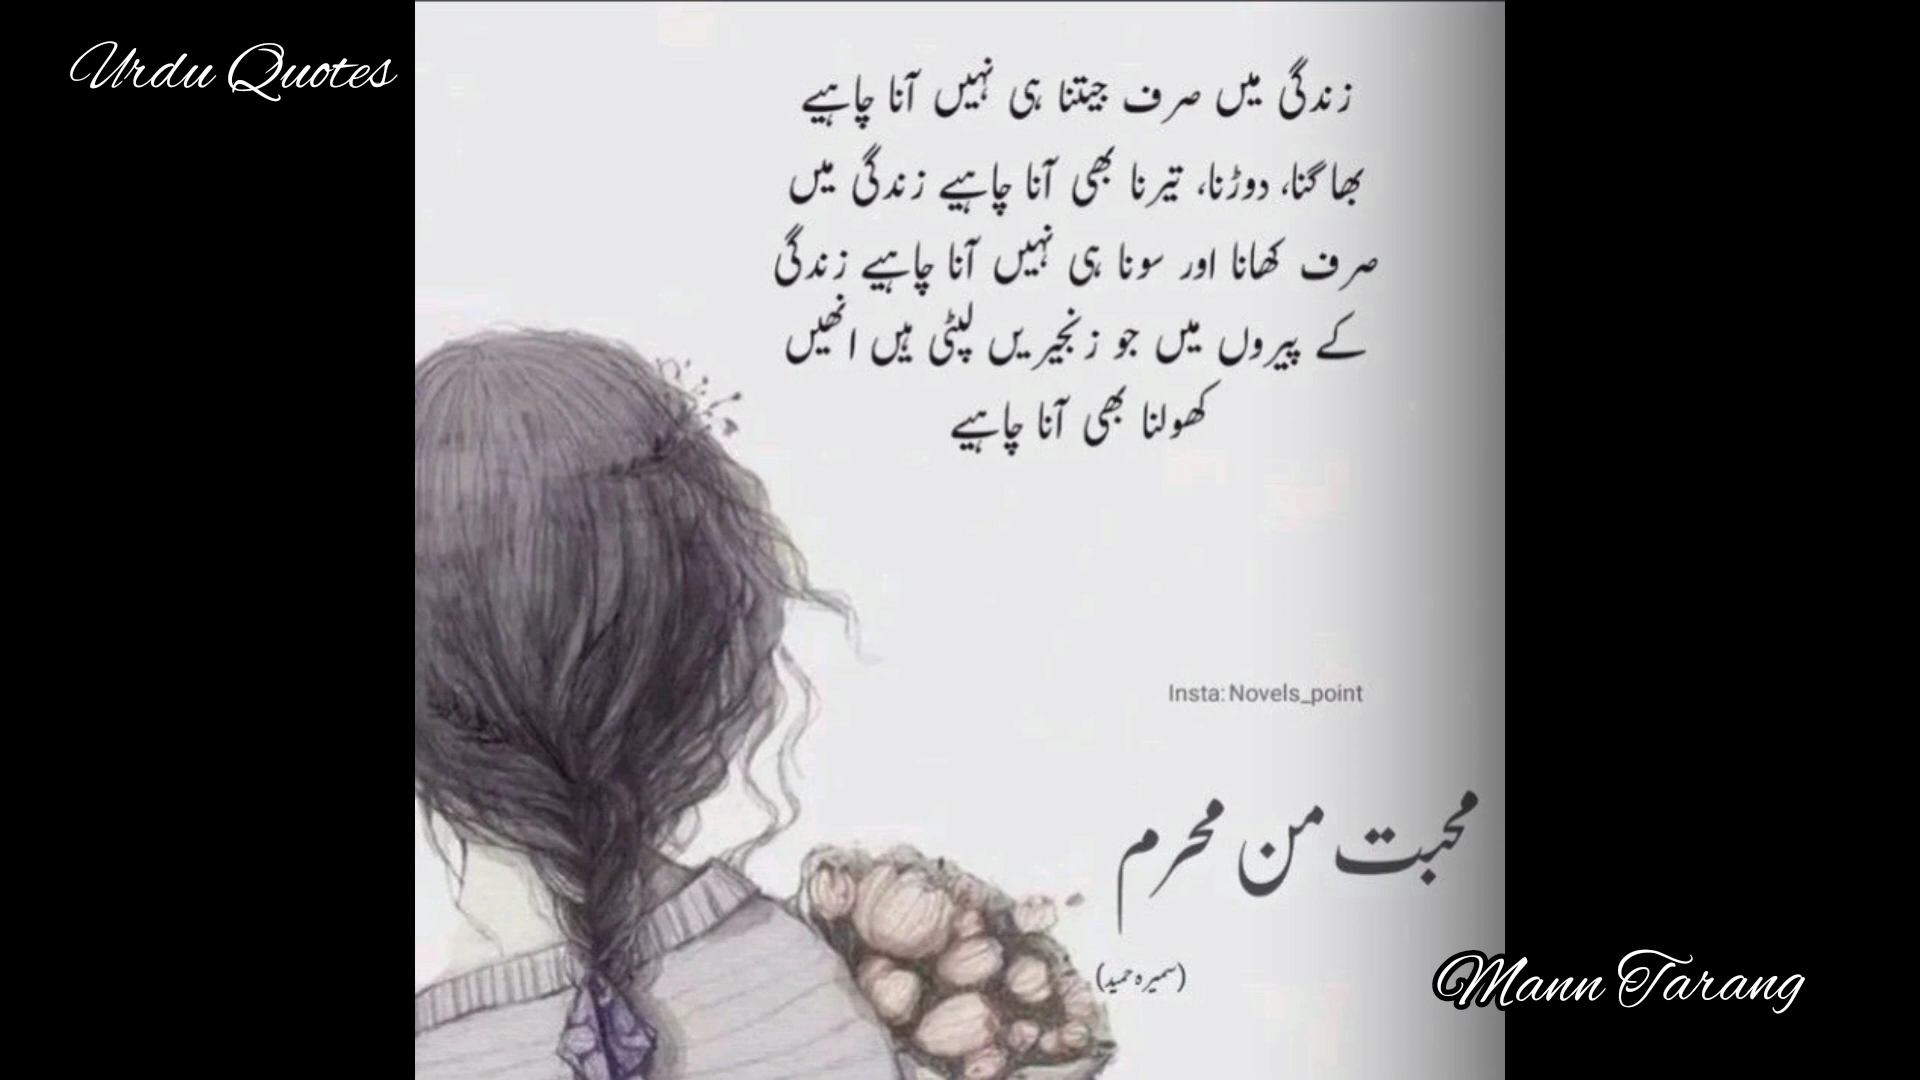 Urdu Quotes
زندگی میں صرف جیتنا ہی نہیں آنا چاہیے
بھاگنا، دوڑنا، تیرنا بھی آنا چاہیے زندگی میں
صرف کھانا اور سونا ہی نہیں آنا چاہیے زندگی
کے پیروں میں جو زنجیریں لپٹی ہیں انھیں
کھولنا بھی آنا چاہیے
Insta: Novels_point
محبت من محرم
(سمیرہ حمید)
Mann Tarang